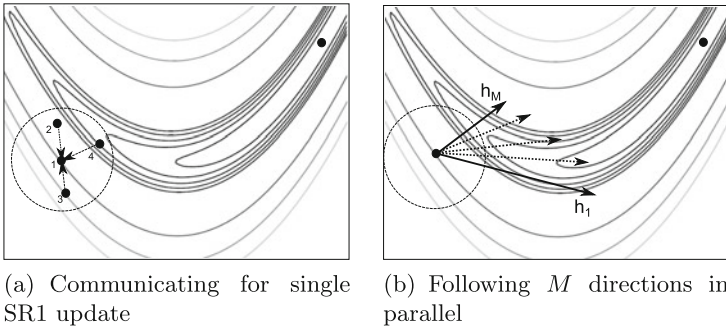 2
1
4
3
h_M
h_1
(a) Communicating for single
SR1 update
(b) Following M directions in
parallel